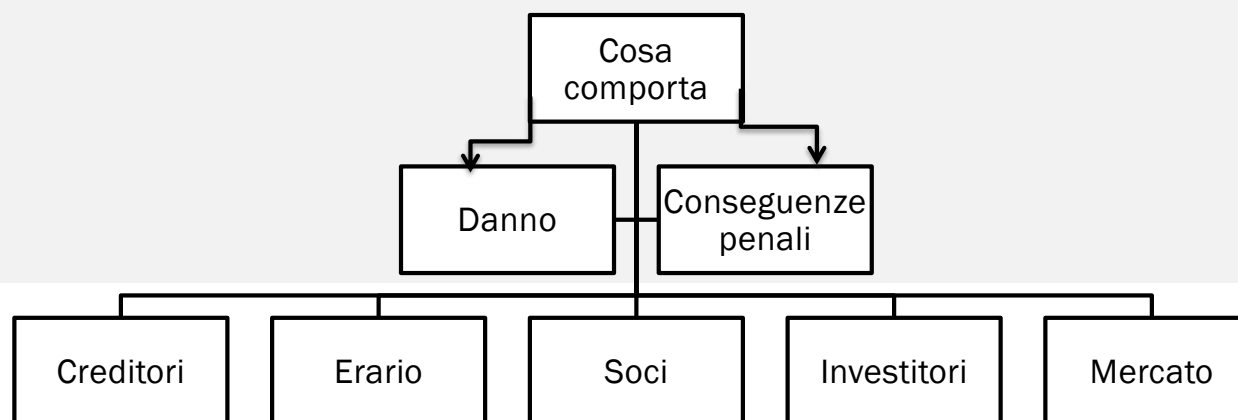 Cosa
comporta
Danno
Conseguenze
penali
Creditori
Erario
Soci
Investitori
Mercato